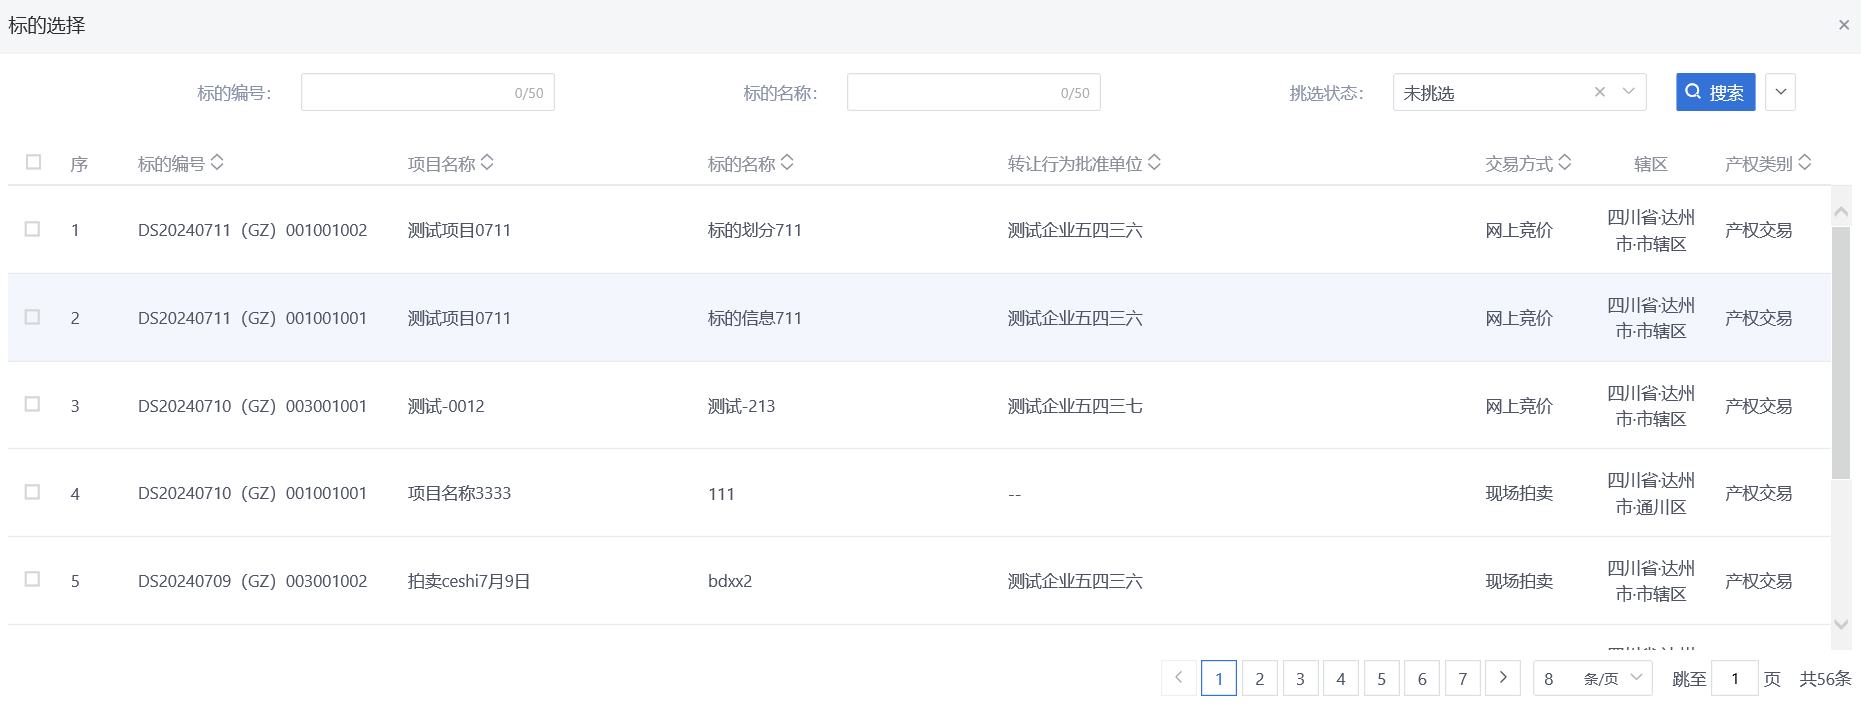 标的选择
标的编号： 0/50 标的名称： 0/50 挑选状态： 未挑选 搜索
序 标的编号 项目名称 标的名称 转让行为批准单位 交易方式 辖区 产权类别
1 DS20240711（GZ）001001002 测试项目0711 标的划分711 测试企业五四三六 网上竞价 四川省·达州市·市辖区 产权交易
2 DS20240711（GZ）001001001 测试项目0711 标的信息711 测试企业五四三六 网上竞价 四川省·达州市·市辖区 产权交易
3 DS20240710（GZ）003001001 测试-0012 测试-213 测试企业五四三七 网上竞价 四川省·达州市·市辖区 产权交易
4 DS20240710（GZ）001001001 项目名称3333 111 -- 现场拍卖 四川省·达州市·通川区 产权交易
5 DS20240709（GZ）003001002 拍卖ceshi7月9日 bdxx2 测试企业五四三六 现场拍卖 四川省·达州市·市辖区 产权交易
1 2 3 4 5 6 7 8 条/页 跳至 1 页 共56条